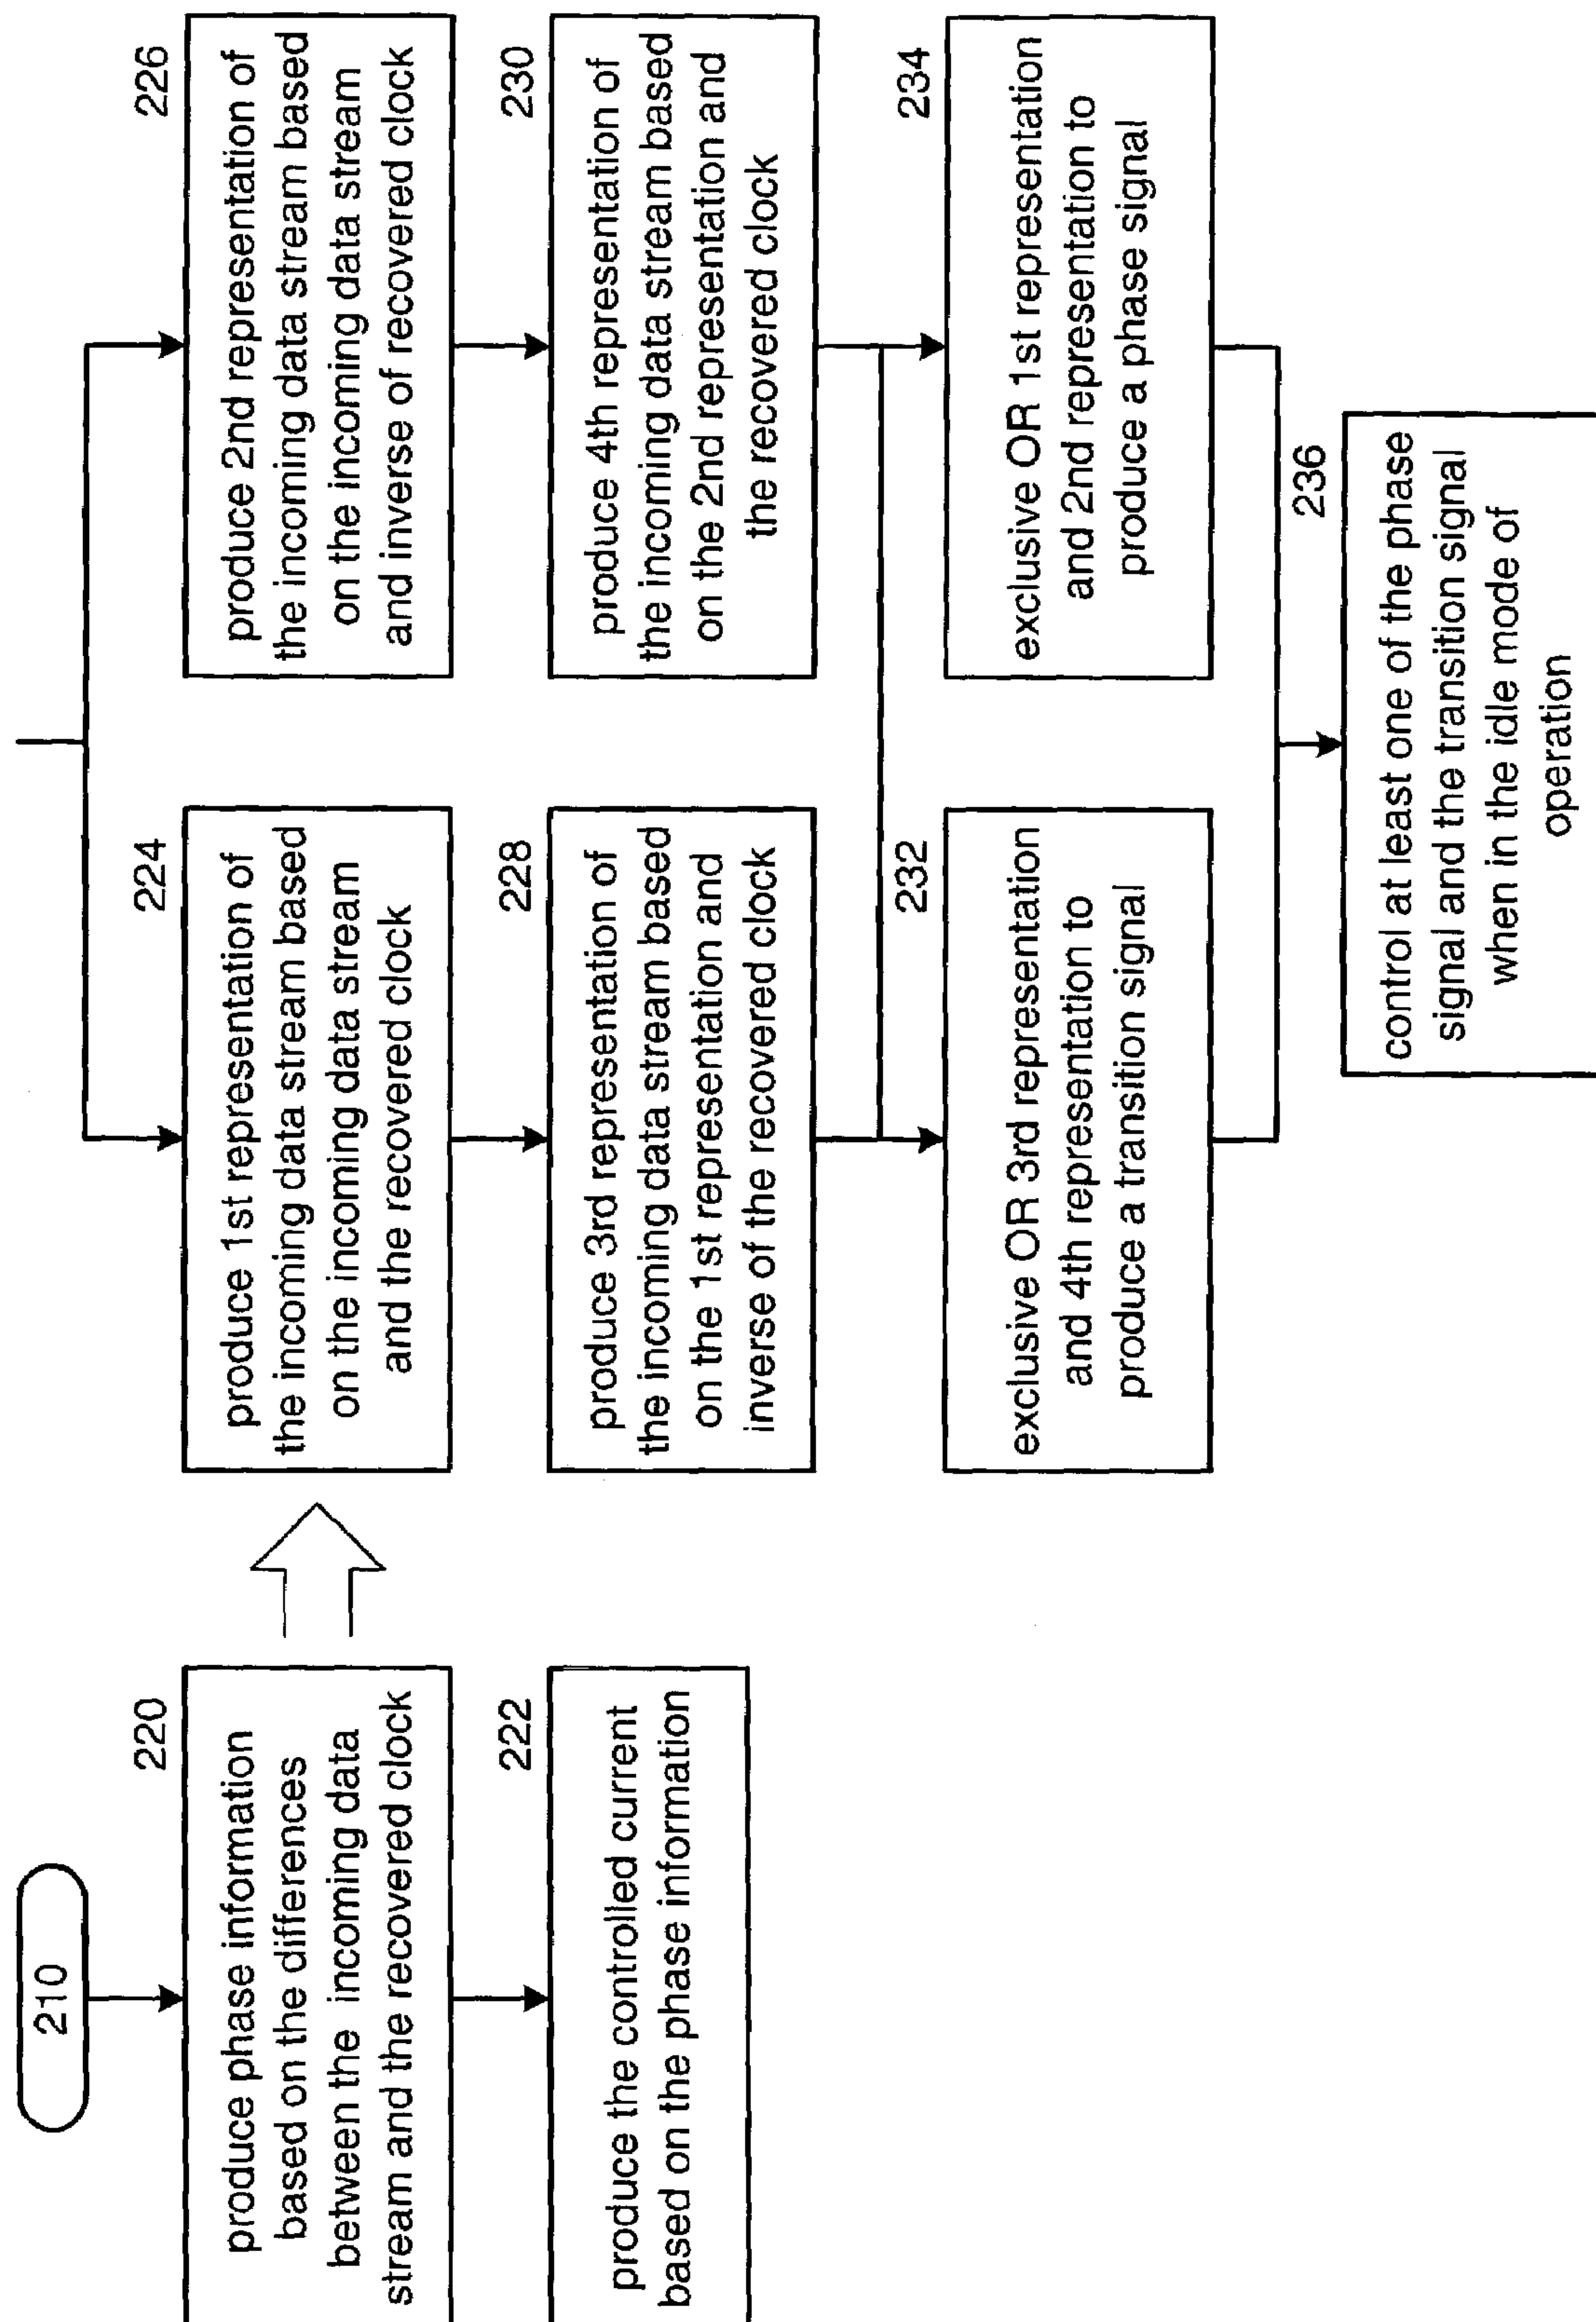 210
220
produce phase information
based on the differences
between the incoming data
stream and the recovered clock
222
produce the controlled current
based on the phase information
224
produce 1st representation of
the incoming data stream based
on the incoming data stream
and the recovered clock
226
produce 2nd representation of
the incoming data stream based
on the incoming data stream
and inverse of recovered clock
228
produce 3rd representation of
the incoming data stream based
on the 1st representation and
inverse of the recovered clock
230
produce 4th representation of
the incoming data stream based
on the 2nd representation and
the recovered clock
232
exclusive OR 3rd representation
and 4th representation to
produce a transition signal
234
exclusive OR 1st representation
and 2nd representation to
produce a phase signal
236
control at least one of the phase
signal and the transition signal
when in the idle mode of
operation